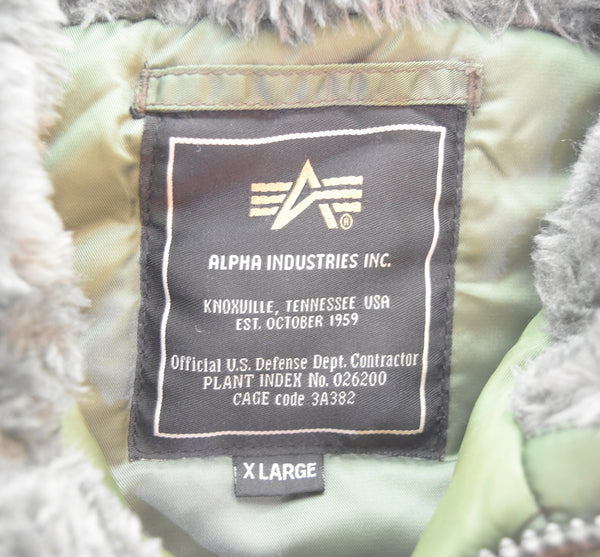 ALPHA INDUSTRIES INC.
KNOXVILLE, TENNESSEE USA
EST. OCTOBER 1959
Official U.S. Defense Dept. Contractor
PLANT INDEX No. 026200
CAGE code 3A382
X LARGE